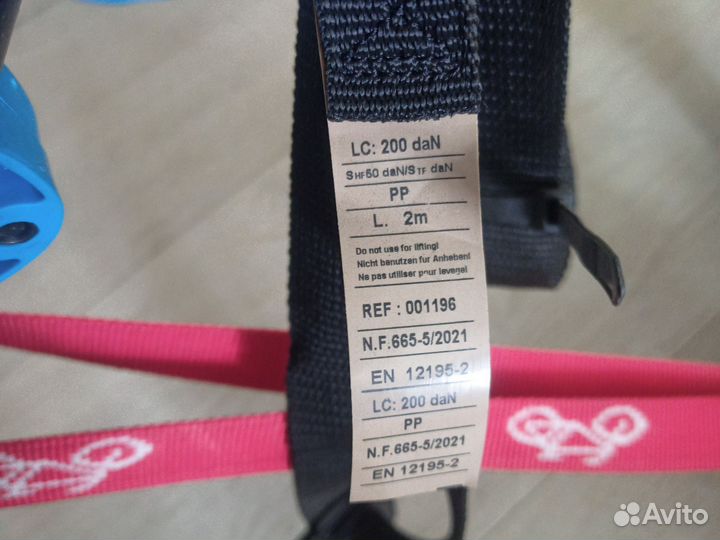 LC: 200 daN
SHF50 daN/STF daN
PP
L. 2m
Do not use for lifting!
Nicht benutzen für Anheben!
Ne pas utiliser pour levege!
REF : 001196
N.F.665-5/2021
EN 12195-2
LC: 200 daN
PP
N.F.665-5/2021
EN 12195-2
Avito